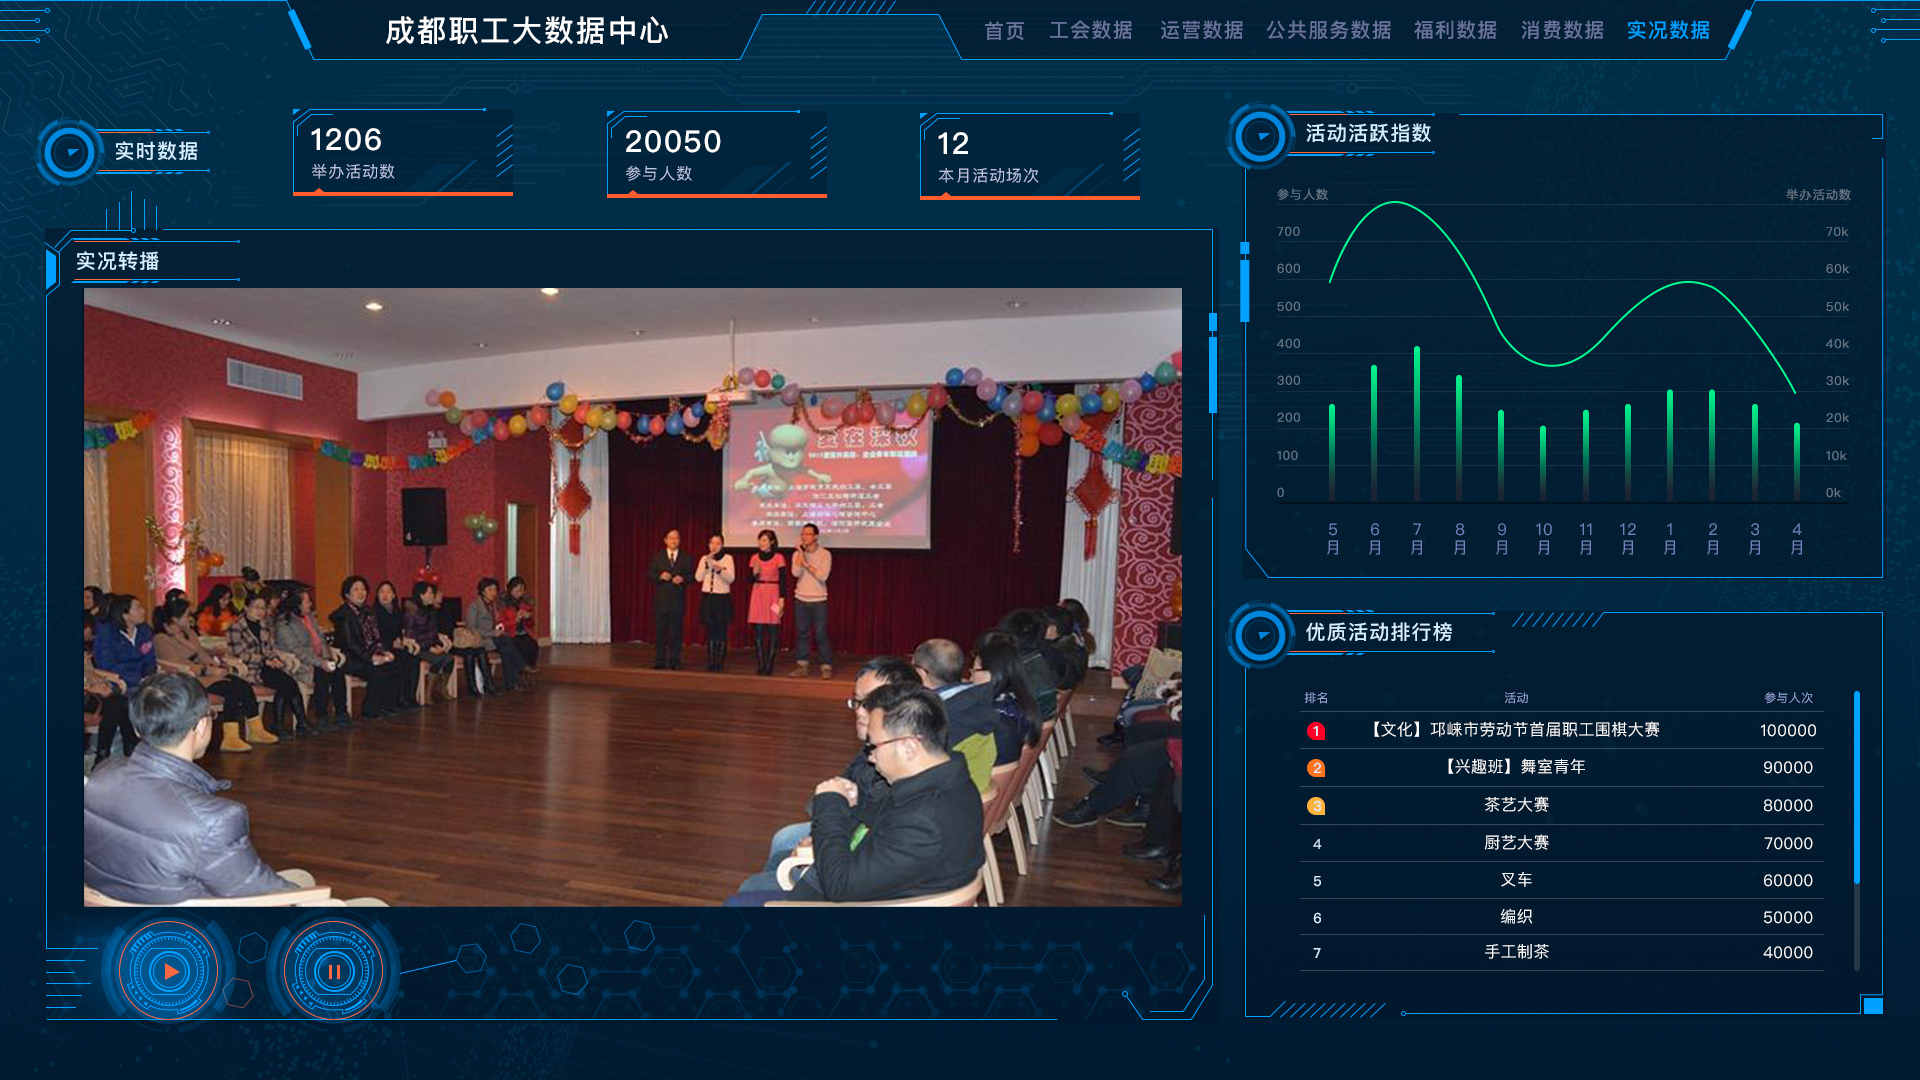 成都职工大数据中心
首页 工会数据 运营数据 公共服务数据 福利数据 消费数据 实况数据
实时数据
1206
举办活动数
20050
参与人数
12
本月活动场次
实况转播
活动活跃指数
参与人数 举办活动数
700 70k
600 60k
500 50k
400 40k
300 30k
200 20k
100 10k
0 0k
5月 6月 7月 8月 9月 10月 11月 12月 1月 2月 3月 4月
优质活动排行榜
排名 活动 参与人次
1 【文化】邛崃市劳动节首届职工围棋大赛 100000
2 【兴趣班】舞室青年 90000
3 茶艺大赛 80000
4 厨艺大赛 70000
5 叉车 60000
6 编织 50000
7 手工制茶 40000